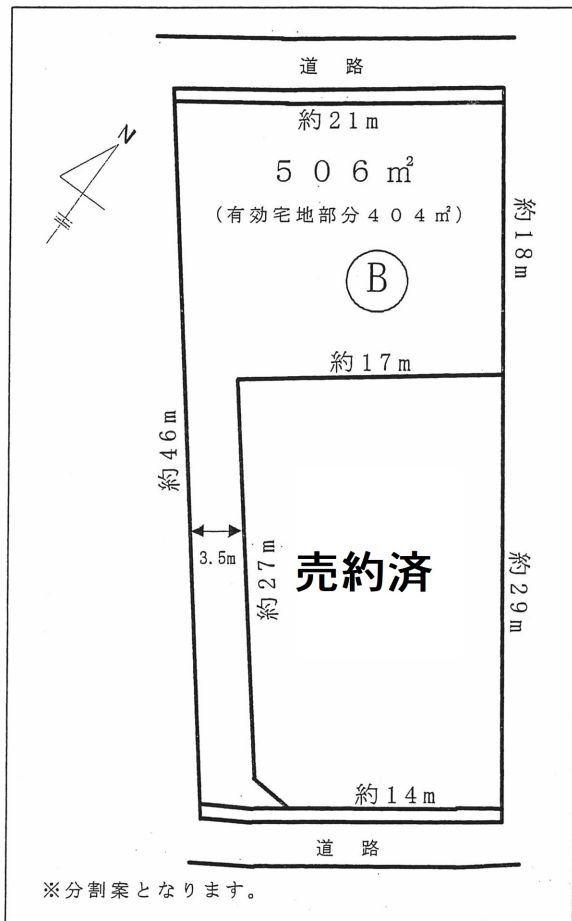 道 路
約21m
N
506㎡
(有効宅地部分404㎡)
約18m
B
約17m
約46m
3.5m
約27m
売約済
約29m
約14m
道 路
※分割案となります。